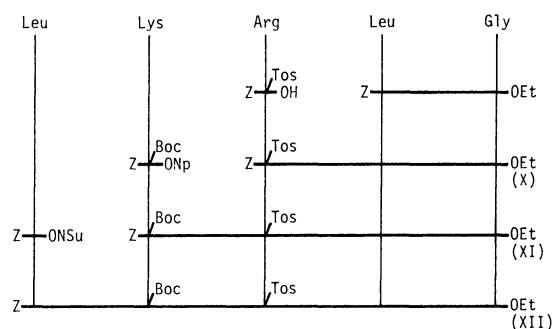 Leu Lys Arg Leu Gly
Tos
Z OH Z OEt
Boc Tos
Z ONp Z OEt
(X)
Boc Tos
Z ONSu Z OEt
(XI)
Boc Tos
Z OEt
(XII)